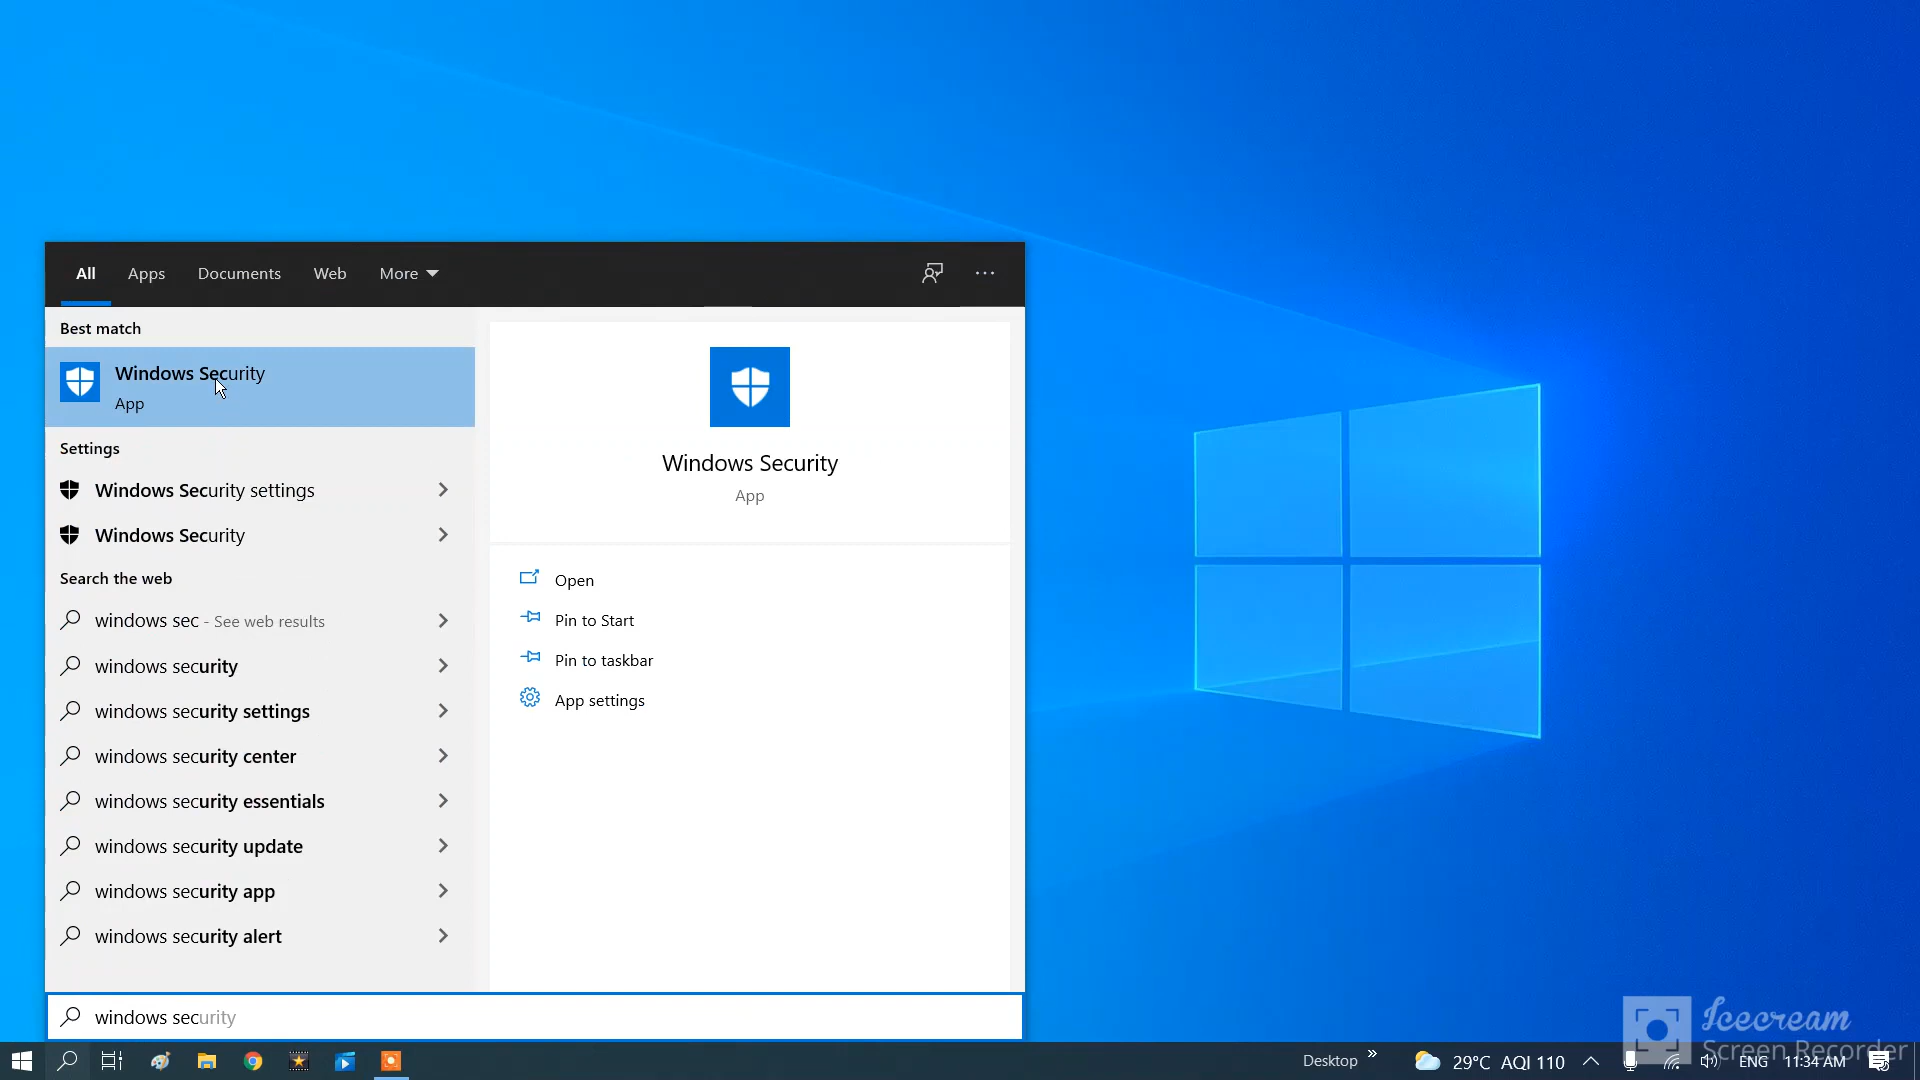 All Apps Documents Web More
Best match
Windows Security
App
Settings
Windows Security settings
Windows Security
Search the web
windows sec - See web results
windows security
windows security settings
windows security center
windows security essentials
windows security update
windows security app
windows security alert
Windows Security
App
Open
Pin to Start
Pin to taskbar
App settings
windows security
Icecream
Screen Recorder
Desktop » 29°C AQI 110 ENG 11:34 AM